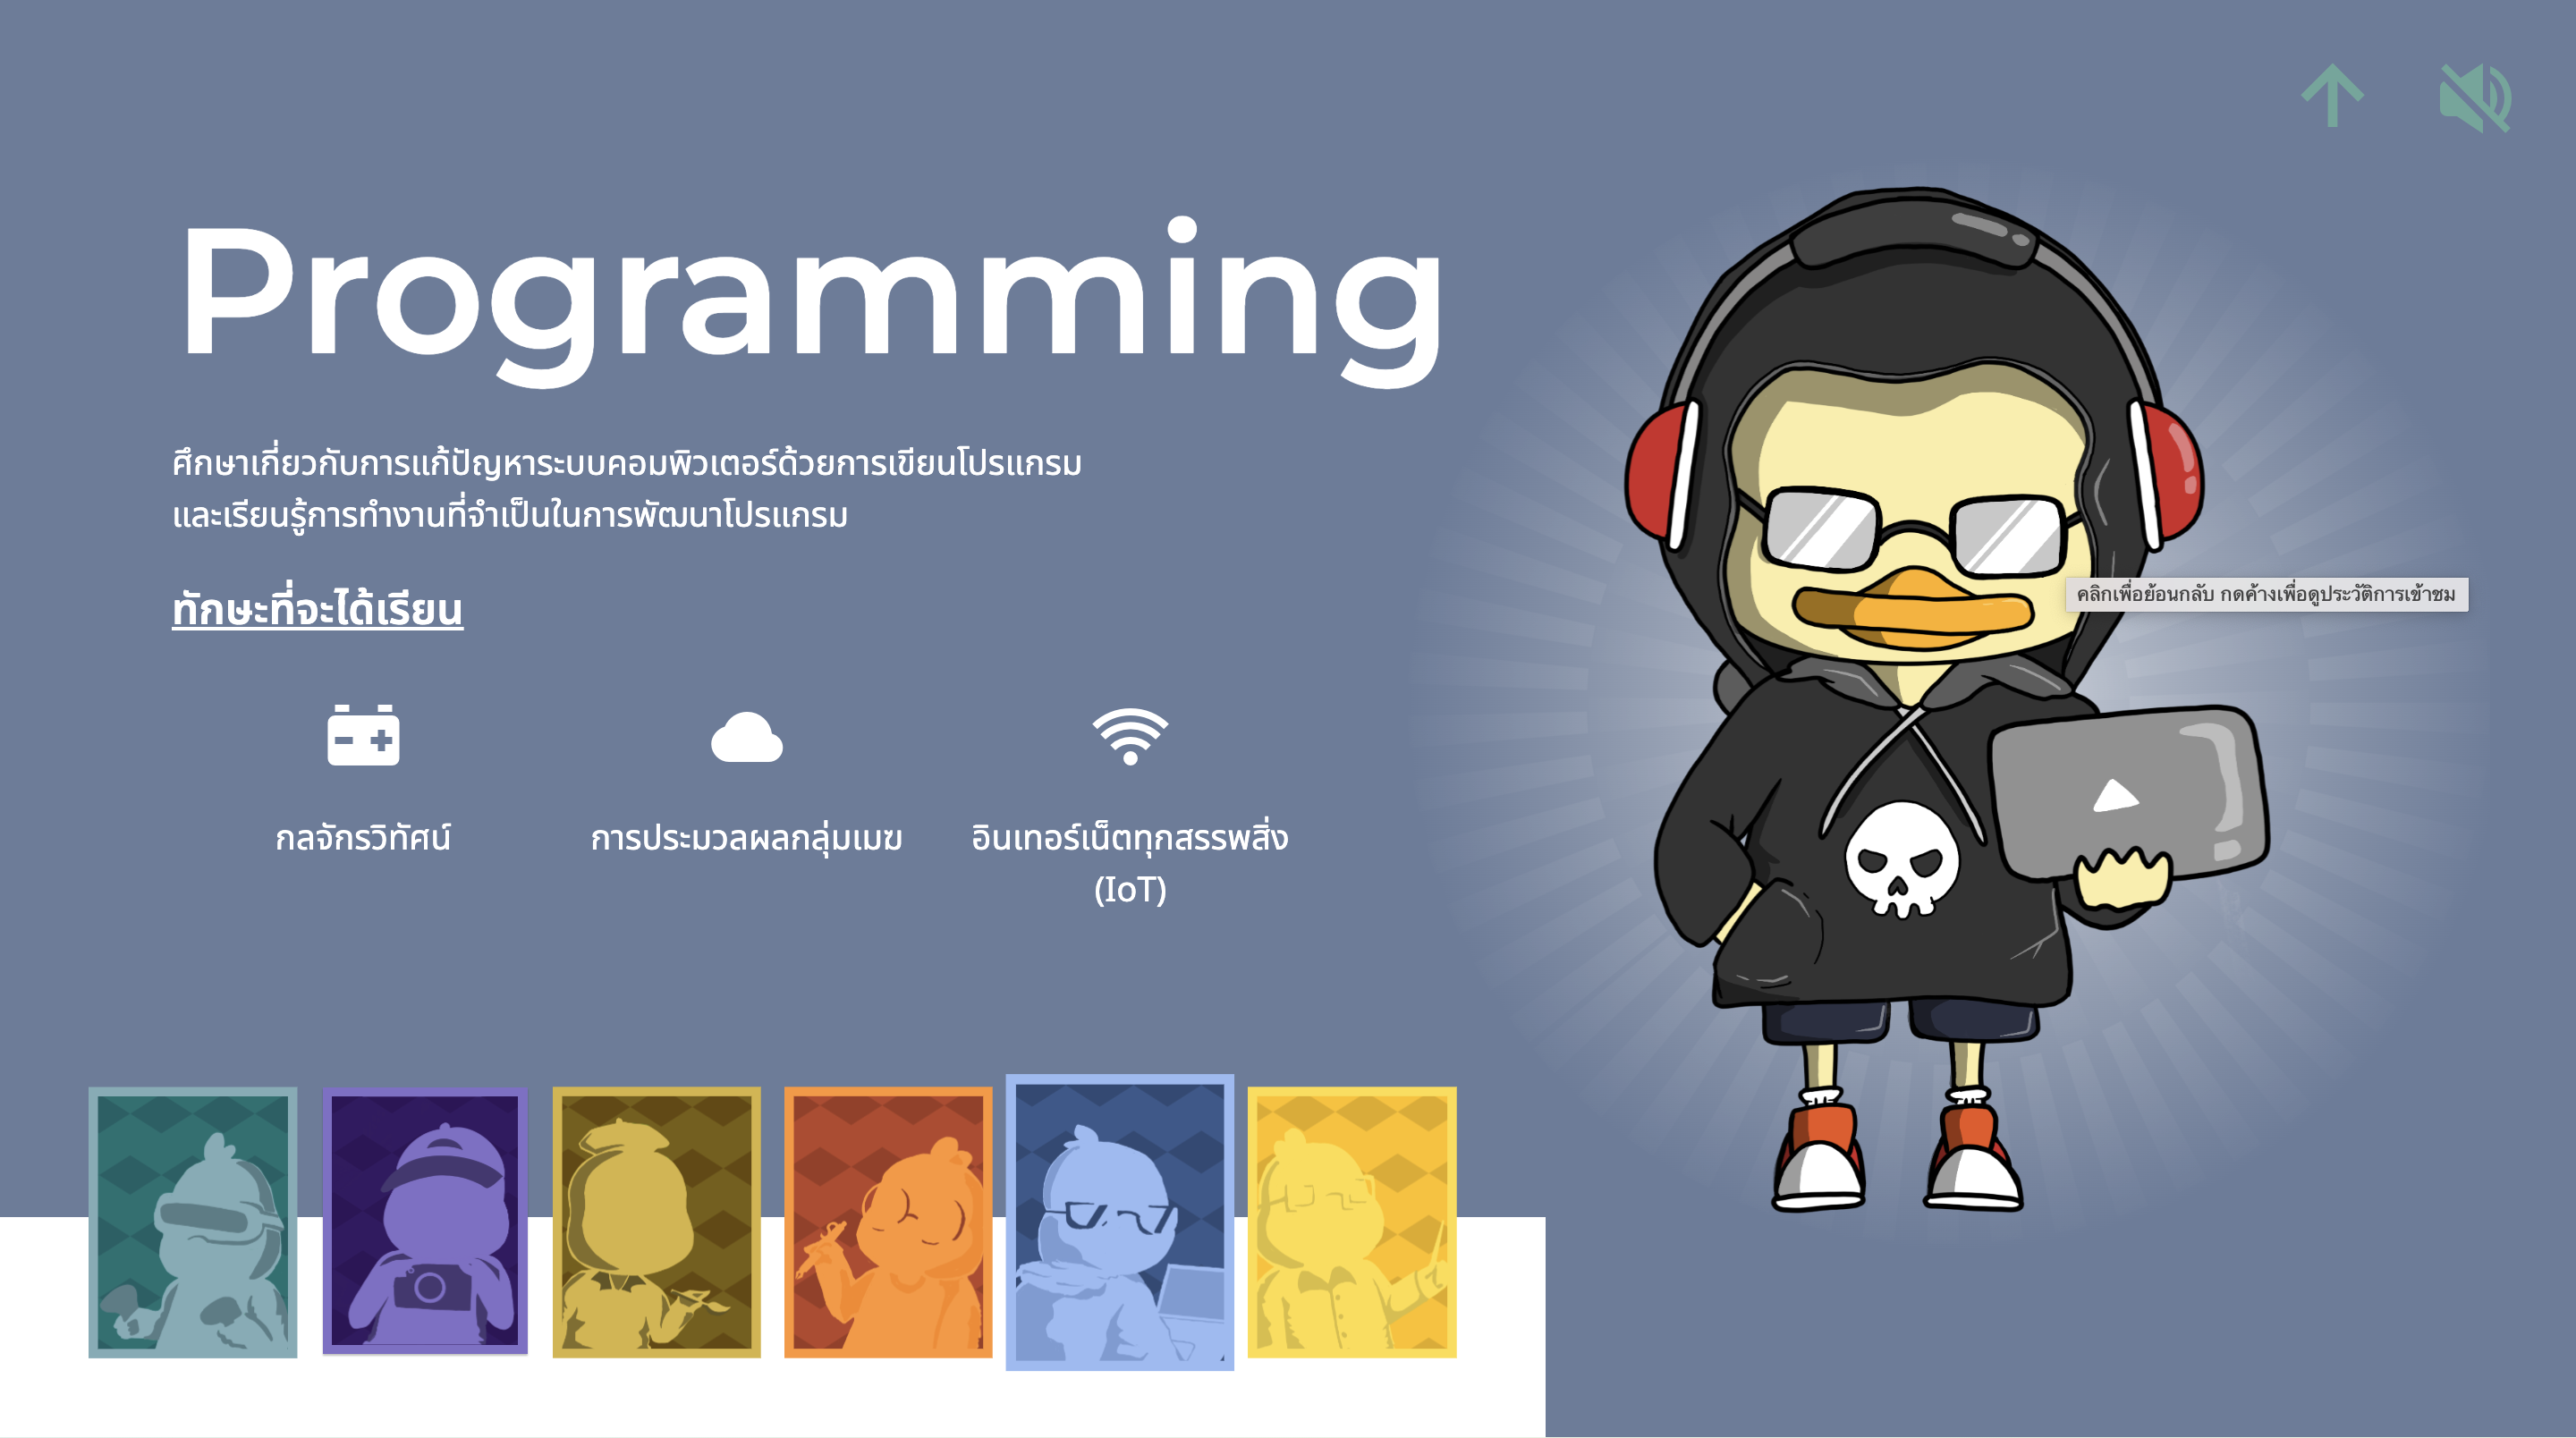 Programming
ศึกษาเกี่ยวกับการแก้ปัญหาระบบคอมพิวเตอร์ด้วยการเขียนโปรแกรม
และเรียนรู้การทำงานที่จำเป็นในการพัฒนาโปรแกรม
ทักษะที่จะได้เรียน
กลจักรวิทัศน์
การประมวลผลกลุ่มเมฆ
อินเทอร์เน็ตทุกสรรพสิ่ง
(IoT)
คลิกเพื่อย้อนกลับ กดค้างเพื่อดูประวัติการเข้าชม